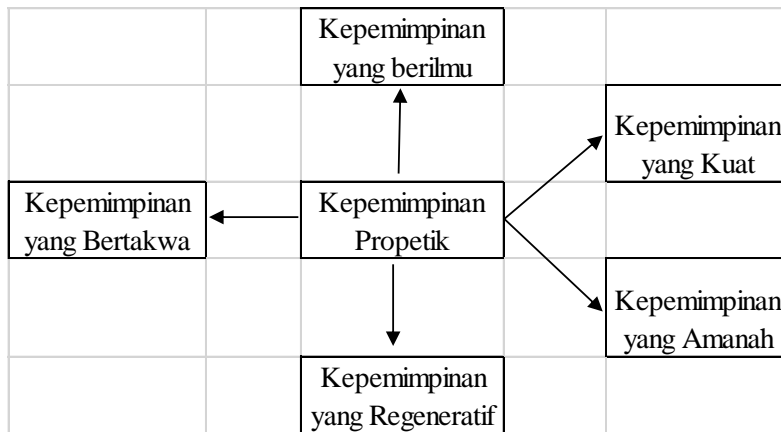 Kepemimpinan
yang berilmu
Kepemimpinan
yang Kuat
Kepemimpinan
yang Bertakwa
Kepemimpinan
Propetik
Kepemimpinan
yang Amanah
Kepemimpinan
yang Regeneratif